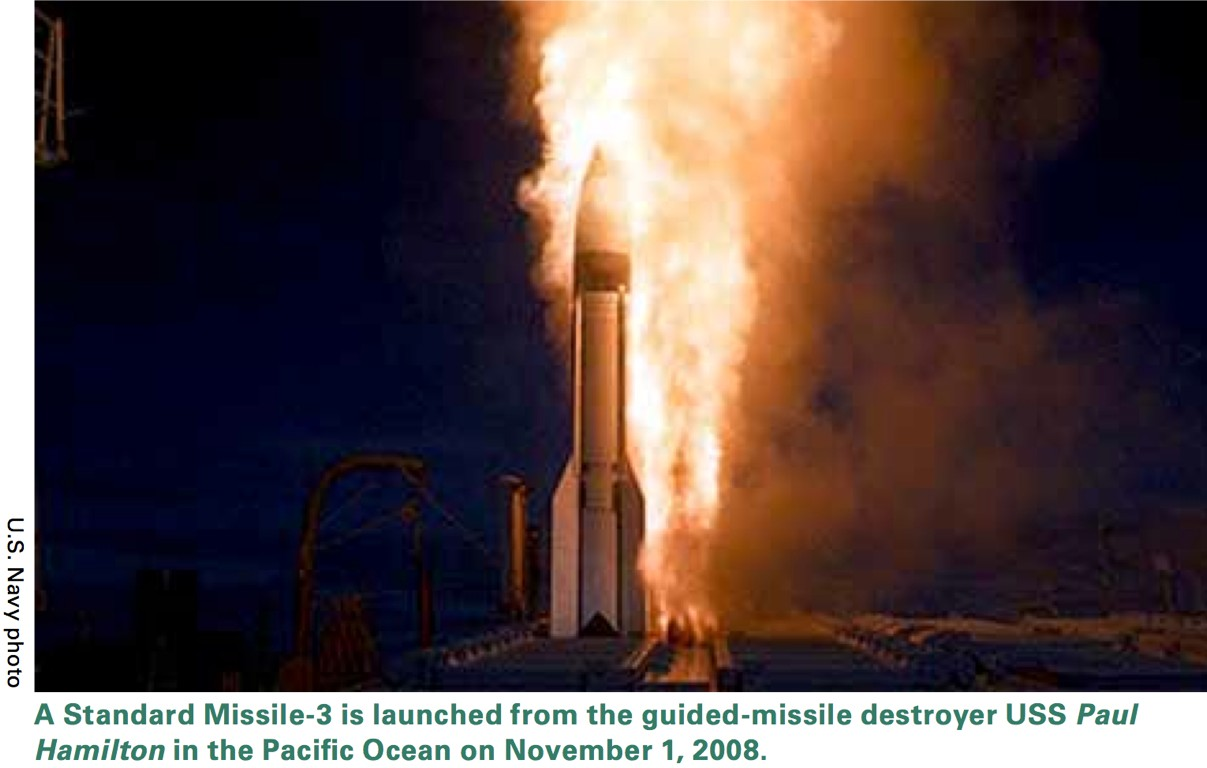 U.S. Navy photo
A Standard Missile-3 is launched from the guided-missile destroyer USS Paul
Hamilton in the Pacific Ocean on November 1, 2008.